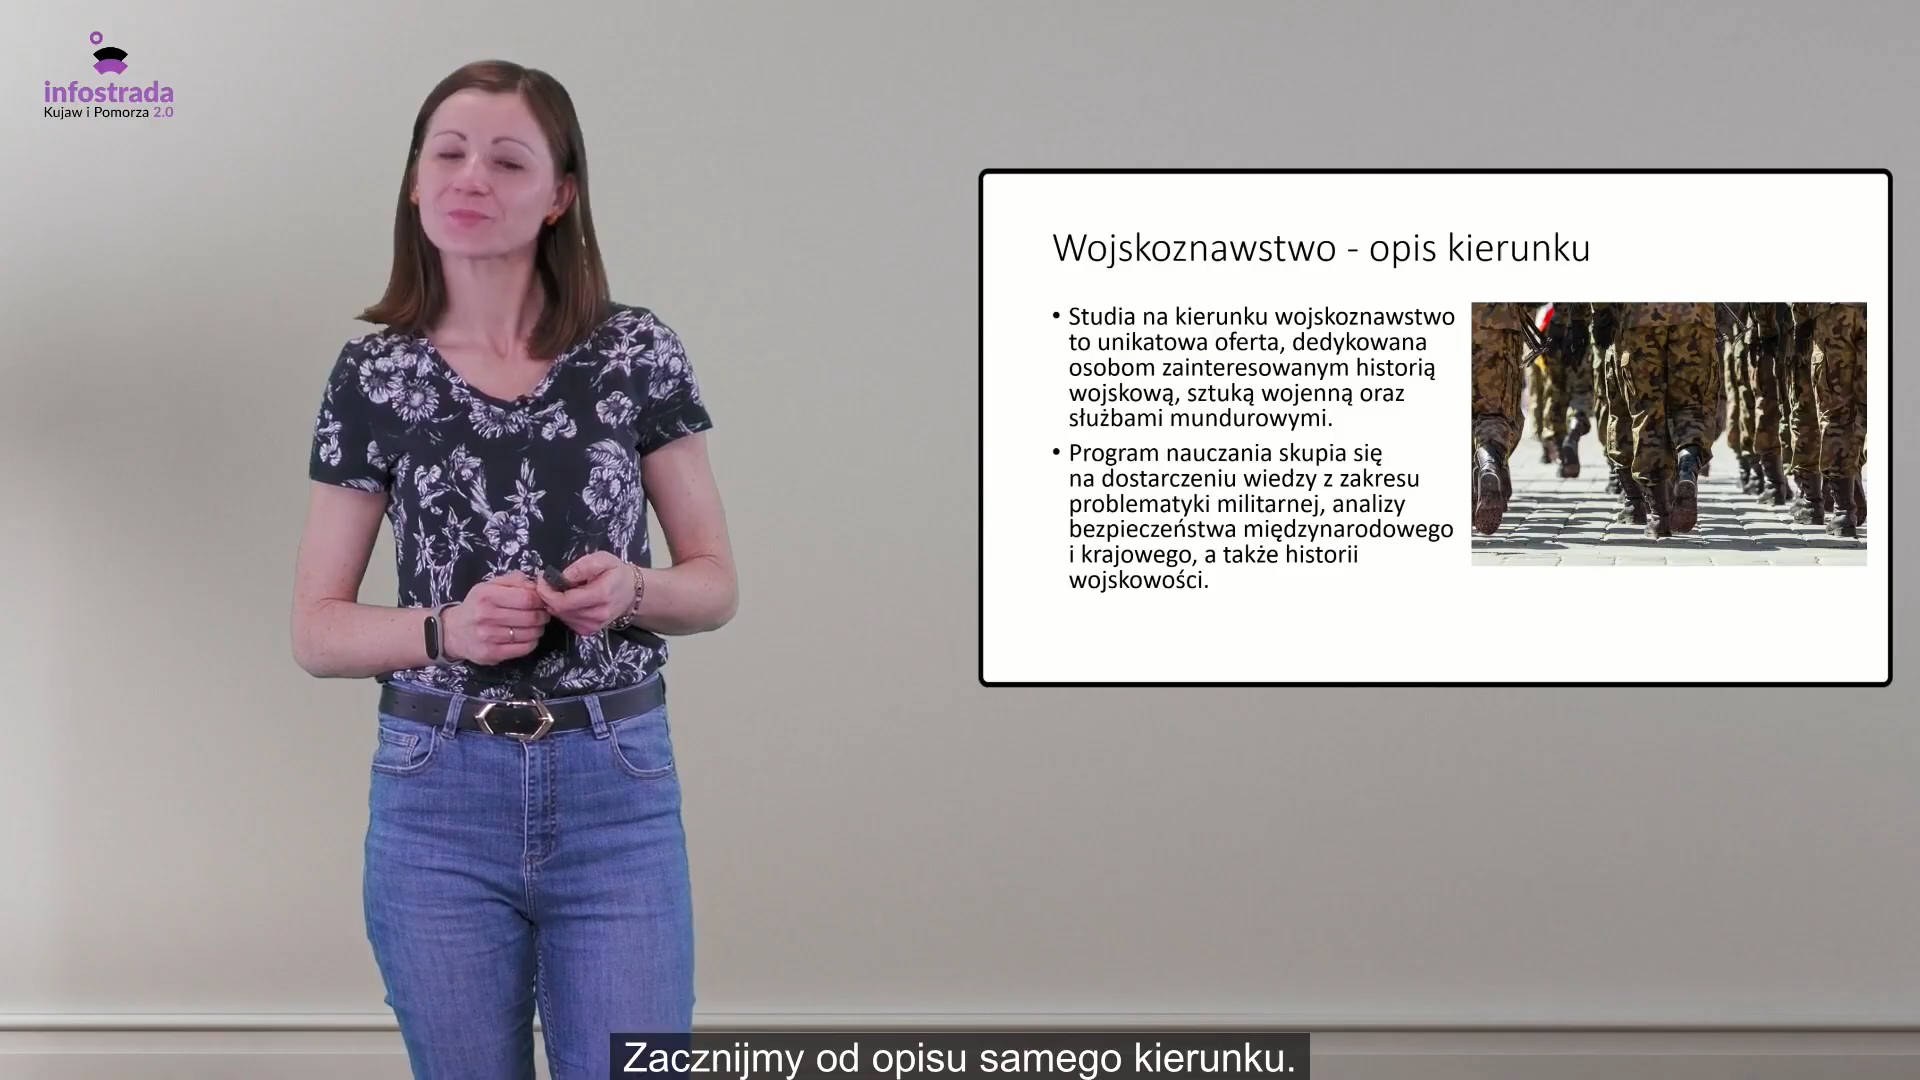 infostrada
Kujaw i Pomorza 2.0
Wojskoznawstwo - opis kierunku
• Studia na kierunku wojskoznawstwo
to unikatowa oferta, dedykowana
osobom zainteresowanym historią
wojskową, sztuką wojenną oraz
służbami mundurowymi.
• Program nauczania skupia się
na dostarczeniu wiedzy z zakresu
problematyki militarnej, analizy
bezpieczeństwa międzynarodowego
i krajowego, a także historii
wojskowości.
Zacznijmy od opisu samego kierunku.